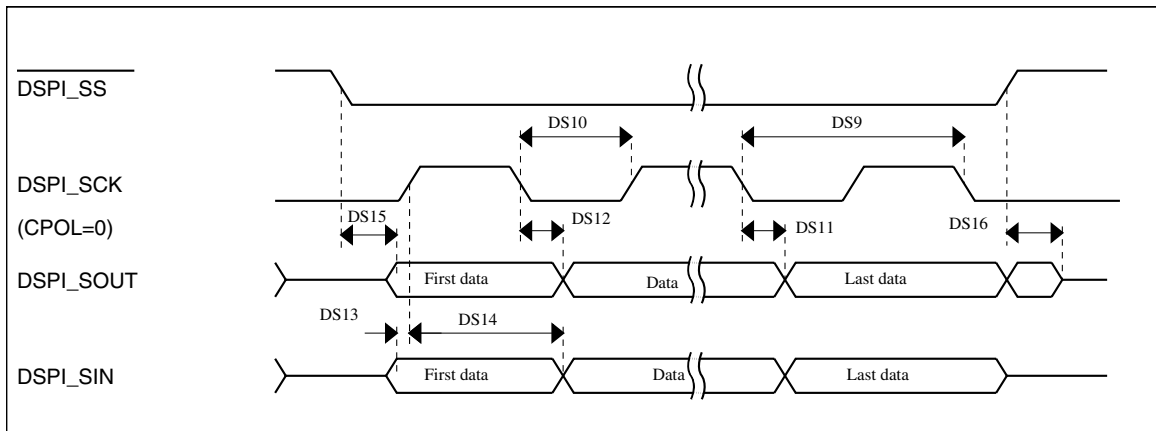 DSPI_SS
DS10
DS9
DSPI_SCK
(CPOL=0)
DS15
DS12
DS11
DS16
DSPI_SOUT
First data
Data
Last data
DS13
DS14
DSPI_SIN
First data
Data
Last data